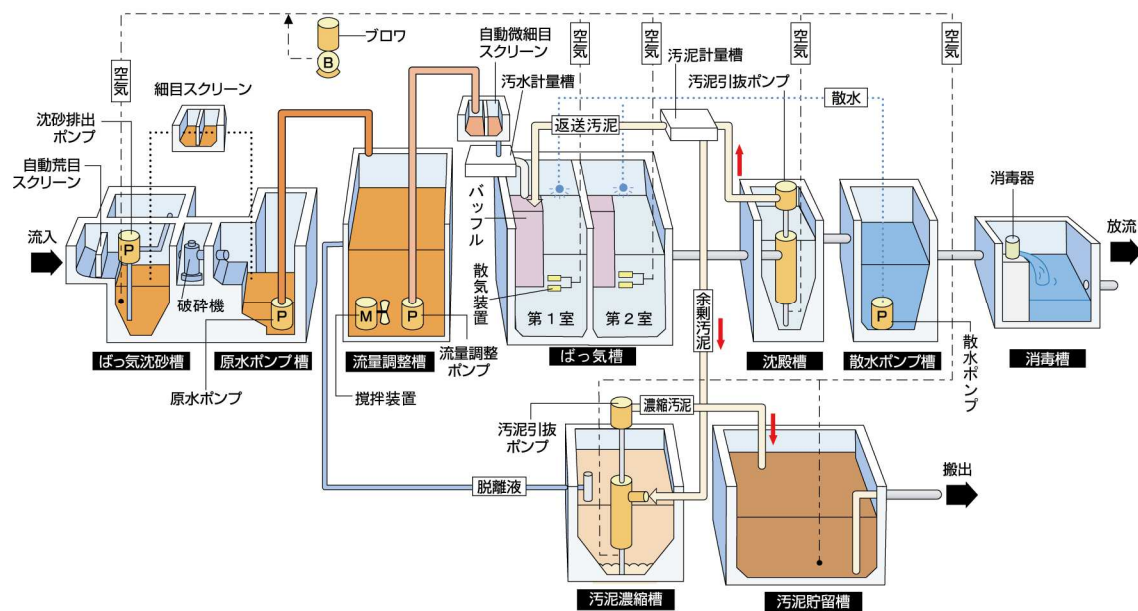 ブロワ
B
空気
細目スクリーン
沈砂排出
ポンプ
自動荒目
スクリーン
流入
P
破砕機
原水ポンプ
P
ばっ気沈砂槽
原水ポンプ槽
自動微細目
スクリーン
汚水計量槽
M
P
撹拌装置
流量調整
ポンプ
流量調整槽
空気
空気
返送汚泥
バッフル
散気装置
第1室
第2室
ばっ気槽
汚泥計量槽
汚泥引抜ポンプ
空気
散水
空気
余剰汚泥
沈殿槽
P
散水ポンプ
散水ポンプ槽
消毒器
放流
消毒槽
汚泥引抜
ポンプ
濃縮汚泥
脱離液
汚泥濃縮槽
搬出
汚泥貯留槽